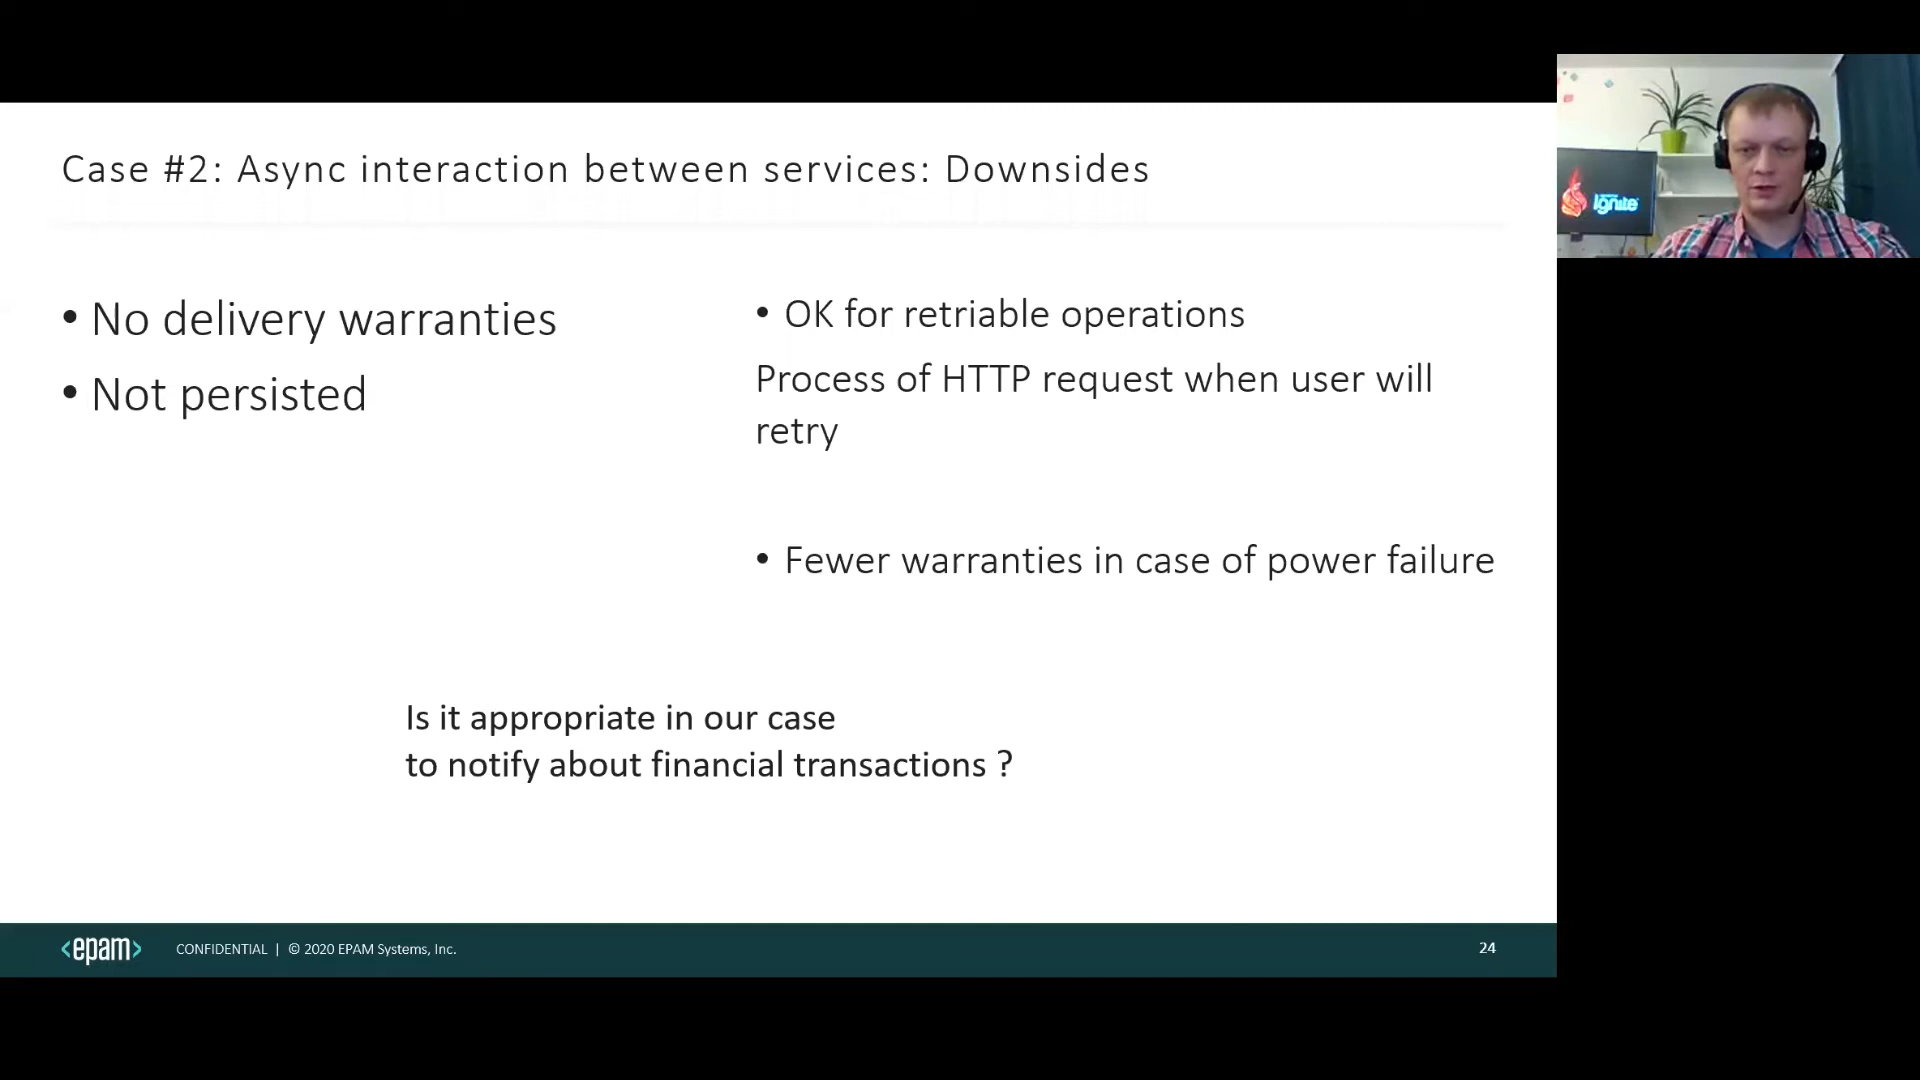 Case #2: Async interaction between services: Downsides
• No delivery warranties
• Not persisted
• OK for retriable operations
Process of HTTP request when user will
retry
• Fewer warranties in case of power failure
Is it appropriate in our case
to notify about financial transactions ?
<epam> CONFIDENTIAL | © 2020 EPAM Systems, Inc.
24
Ignite